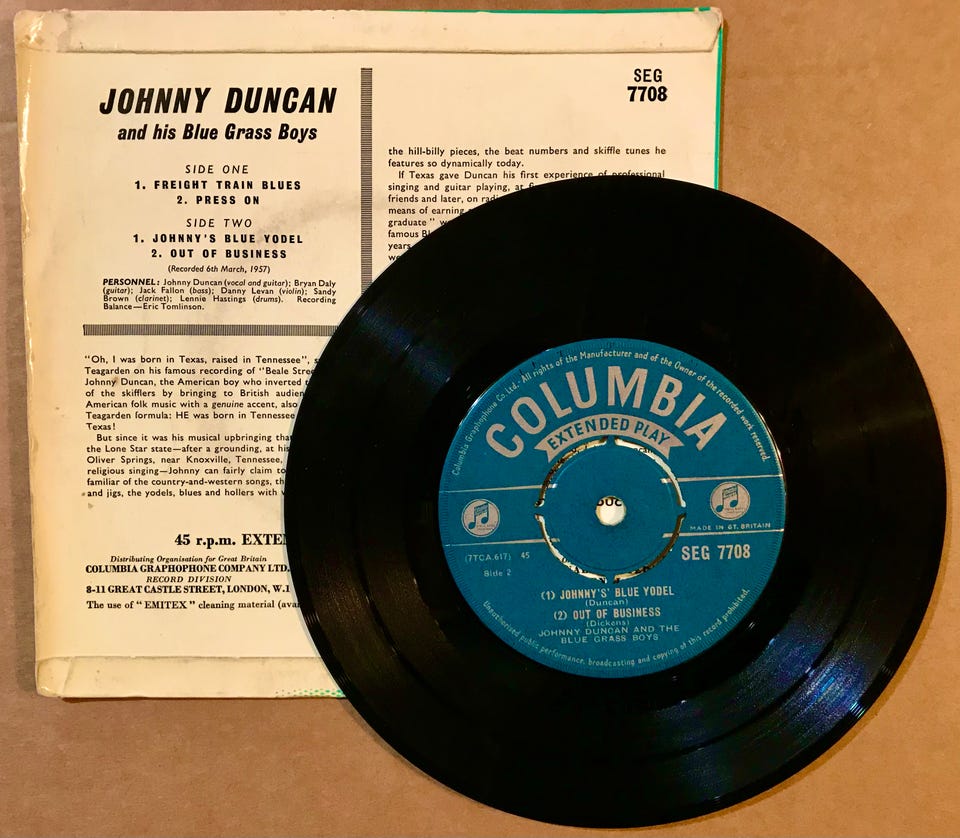 JOHNNY DUNCAN
and his Blue Grass Boys
SIDE ONE
1. FREIGHT TRAIN BLUES
2. PRESS ON
SIDE TWO
1. JOHNNY'S BLUE YODEL
2. OUT OF BUSINESS
(Recorded 6th March, 1957)
PERSONNEL: Johnny Duncan (vocal and guitar); Bryan Daly
(guitar); Jack Fallon (bass); Danny Levan (violin); Sandy
Brown (clarinet); Lennie Hastings (drums). Recording
Balance—Eric Tomlinson.
"Oh, I was born in Texas, raised in Tennessee",
Teagarden on his famous recording of "Beale
Johnny Duncan, the American boy who inverted
of the skifflers by bringing to British
American folk music with a genuine accent, also
Teagarden formula: HE was born in Tennessee
Texas!
But since it was his musical upbringing
the Lone Star state—after a grounding, at his
Oliver Springs, near Knoxville, Tennessee,
religious singing—Johnny can fairly claim to
familiar of the country-and-western songs,
and jigs, the yodels, blues and hollers with
45 r.p.m.
Distributing Organisation for Great Britain
COLUMBIA GRAPHOPHONE COMPANY LTD.
RECORD DIVISION
8-11 GREAT CASTLE STREET, LONDON, W.1
The use of "EMITEX" cleaning material
SEG
7708
the hill-billy pieces, the beat numbers and skiffle tunes he
features so dynamically today.
If Texas gave Duncan his first experience of professional
singing and guitar playing, at
friends and later, on
means of earning
graduate"
famous
years
Columbia Graphophone Co. Ltd. All rights of the Manufacturer and of the Owner of the recorded work reserved.
COLUMBIA
EXTENDED PLAY
MADE IN GT. BRITAIN
(7TCA.617) 45
SEG 7708
Side 2
(1) JOHNNY'S' BLUE YODEL
(Duncan)
(2) OUT OF BUSINESS
(Dickens)
JOHNNY DUNCAN AND THE
BLUE GRASS BOYS
Unauthorised public performance, broadcasting and copying of this record prohibited.